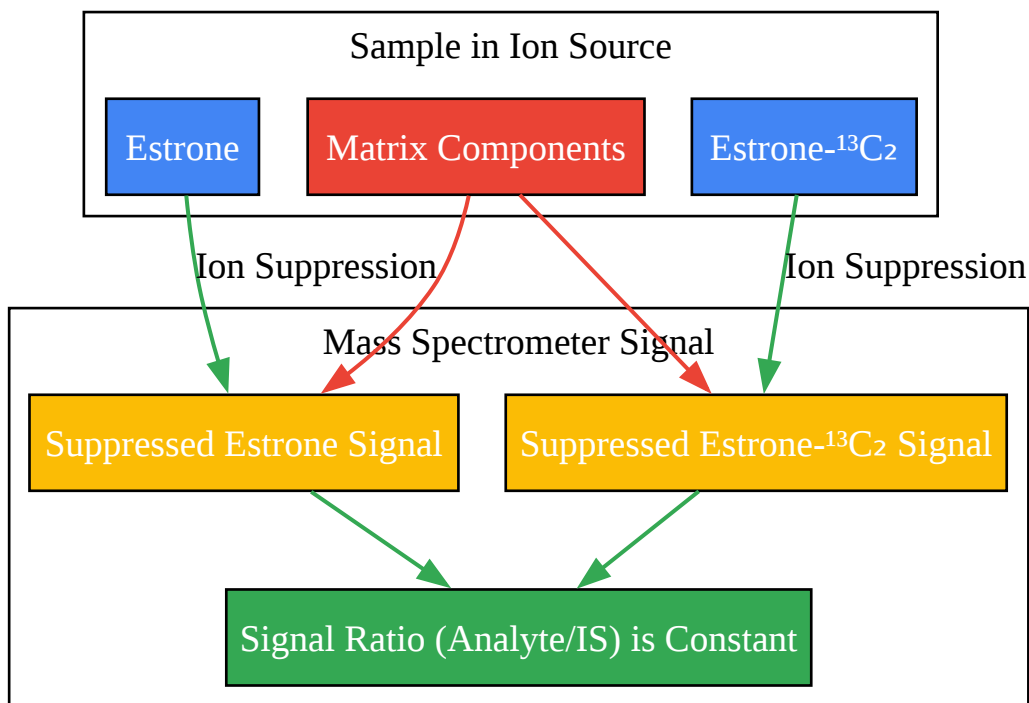 Sample in Ion Source
Estrone
Matrix Components
Estrone-¹³C₂
Ion Suppression
Ion Suppression
Mass Spectrometer Signal
Suppressed Estrone Signal
Suppressed Estrone-¹³C₂ Signal
Signal Ratio (Analyte/IS) is Constant